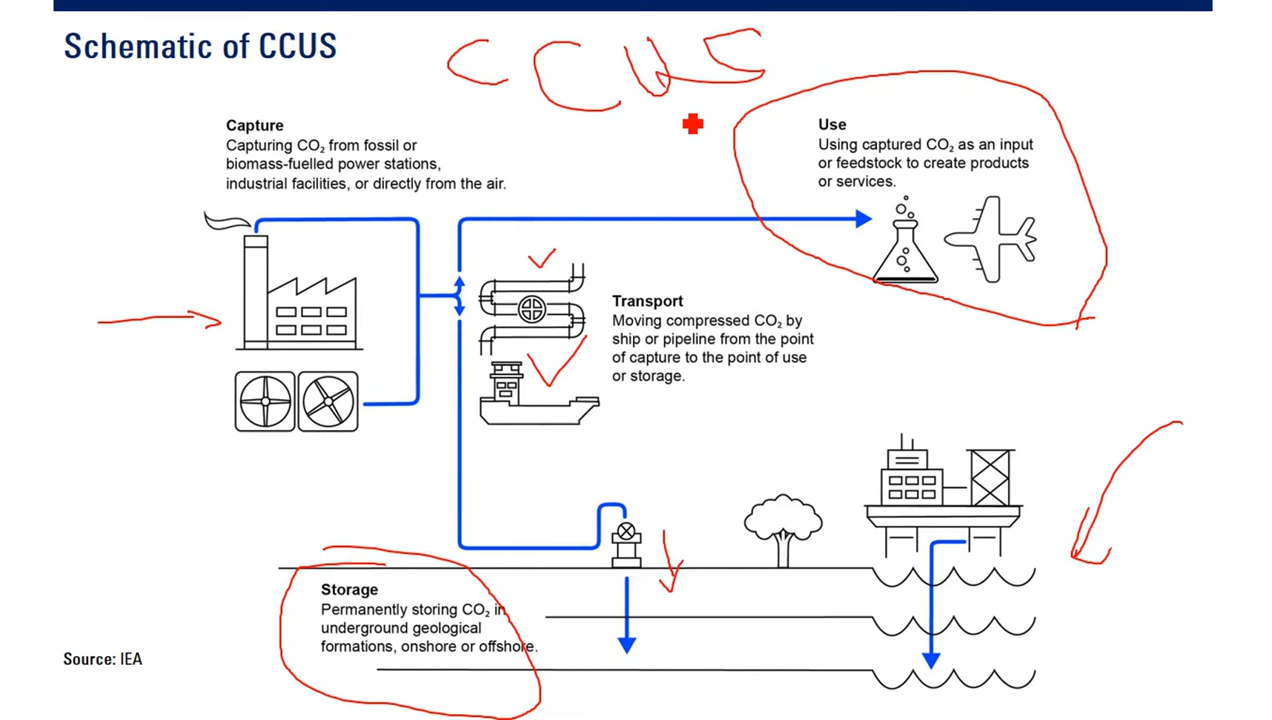 Schematic of CCUS
CCUS
Capture
Capturing CO₂ from fossil or
biomass-fuelled power stations,
industrial facilities, or directly from the air.
Use
Using captured CO₂ as an input
or feedstock to create products
or services.
Transport
Moving compressed CO₂ by
ship or pipeline from the point
of capture to the point of use
or storage.
Storage
Permanently storing CO₂ in
underground geological
formations, onshore or offshore.
Source: IEA